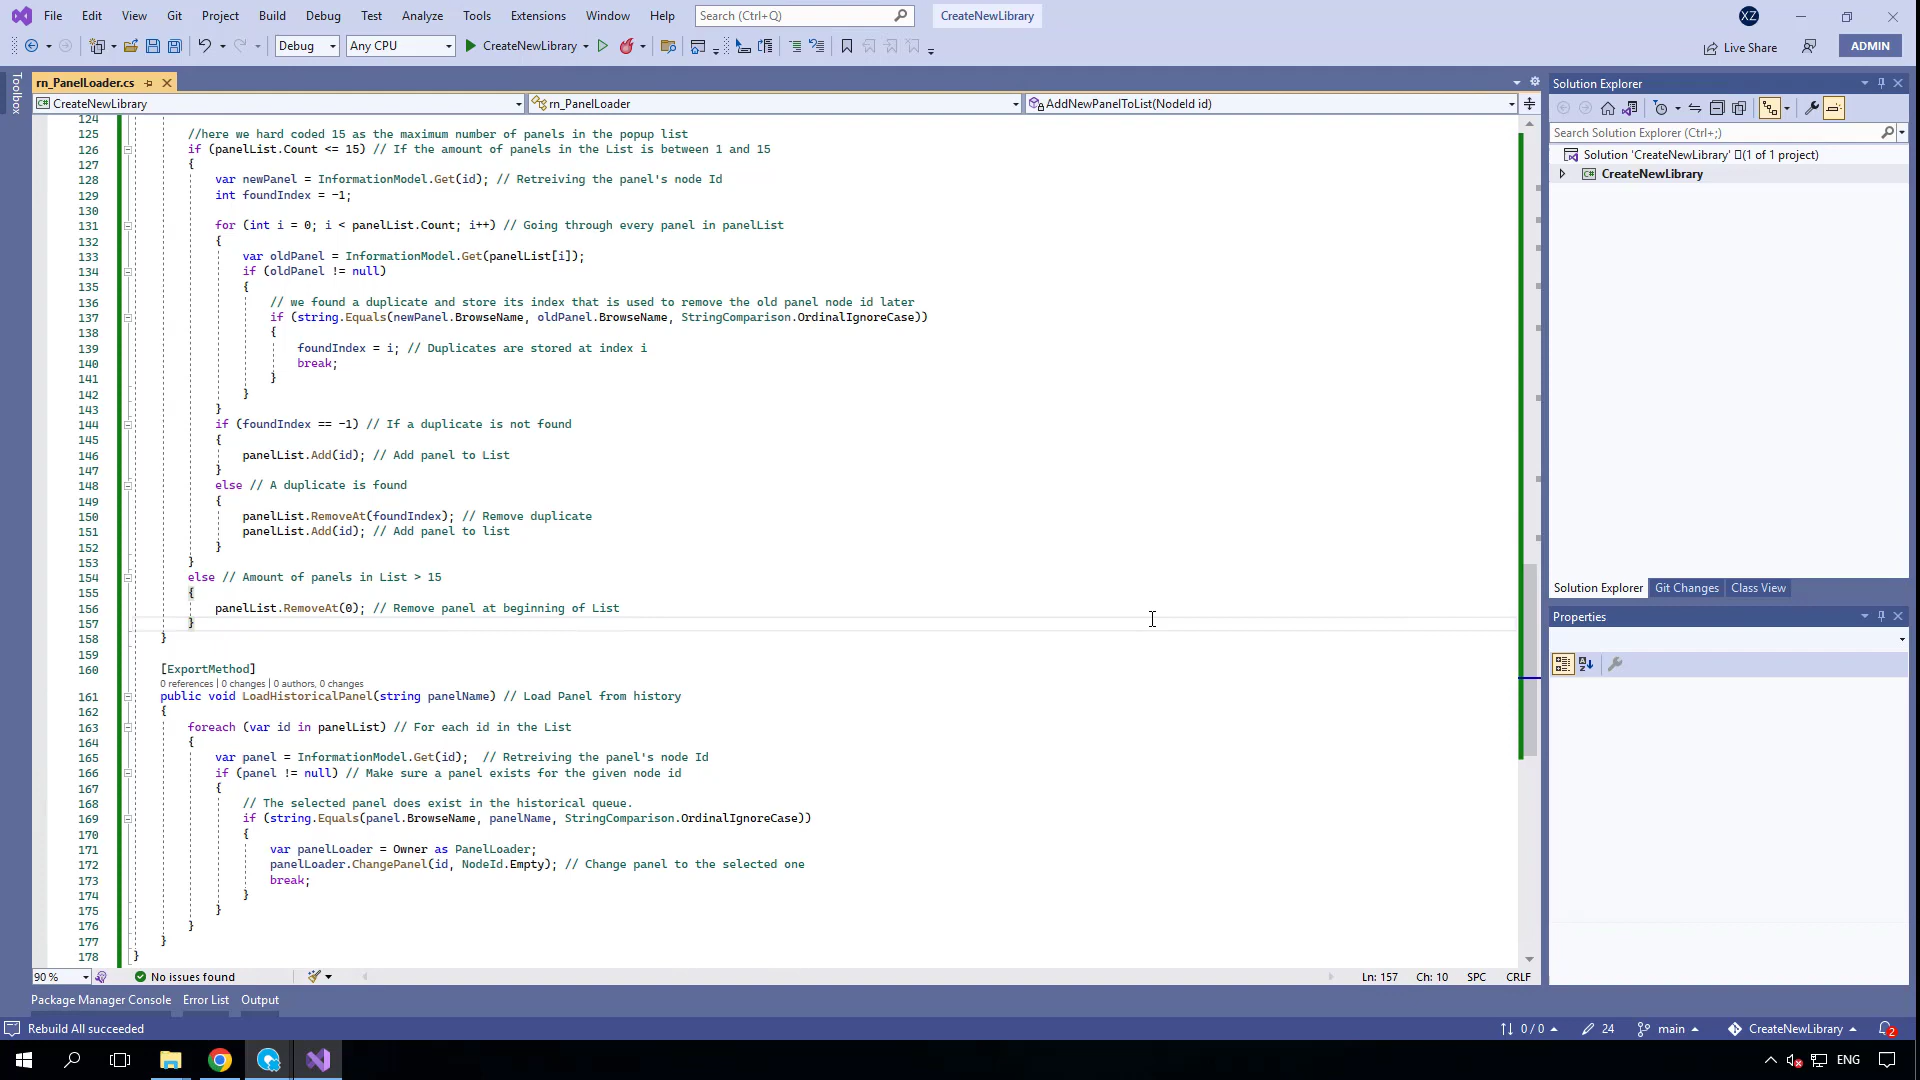 File Edit View Git Project Build Debug Test Analyze Tools Extensions Window Help Search (Ctrl+Q) CreateNewLibrary XZ
Debug Any CPU CreateNewLibrary Live Share ADMIN
Toolbox
rn_PanelLoader.cs
CreateNewLibrary rn_PanelLoader AddNewPanelToList(NodeId id)
124
125 //here we hard coded 15 as the maximum number of panels in the popup list
126 if (panelList.Count <= 15) // If the amount of panels in the List is between 1 and 15
127 {
128 var newPanel = InformationModel.Get(id); // Retreiving the panel's node Id
129 int foundIndex = -1;
130
131 for (int i = 0; i < panelList.Count; i++) // Going through every panel in panelList
132 {
133 var oldPanel = InformationModel.Get(panelList[i]);
134 if (oldPanel != null)
135 {
136 // we found a duplicate and store its index that is used to remove the old panel node id later
137 if (string.Equals(newPanel.BrowseName, oldPanel.BrowseName, StringComparison.OrdinalIgnoreCase))
138 {
139 foundIndex = i; // Duplicates are stored at index i
140 break;
141 }
142 }
143 }
144 if (foundIndex == -1) // If a duplicate is not found
145 {
146 panelList.Add(id); // Add panel to List
147 }
148 else // A duplicate is found
149 {
150 panelList.RemoveAt(foundIndex); // Remove duplicate
151 panelList.Add(id); // Add panel to list
152 }
153 }
154 else // Amount of panels in List > 15
155 {
156 panelList.RemoveAt(0); // Remove panel at beginning of List
157 }
158 }
159
160 [ExportMethod]
0 references | 0 changes | 0 authors, 0 changes
161 public void LoadHistoricalPanel(string panelName) // Load Panel from history
162 {
163 foreach (var id in panelList) // For each id in the List
164 {
165 var panel = InformationModel.Get(id); // Retreiving the panel's node Id
166 if (panel != null) // Make sure a panel exists for the given node id
167 {
168 // The selected panel does exist in the historical queue.
169 if (string.Equals(panel.BrowseName, panelName, StringComparison.OrdinalIgnoreCase))
170 {
171 var panelLoader = Owner as PanelLoader;
172 panelLoader.ChangePanel(id, NodeId.Empty); // Change panel to the selected one
173 break;
174 }
175 }
176 }
177 }
178 }
90 % No issues found Ln: 157 Ch: 10 SPC CRLF
Solution Explorer
Search Solution Explorer (Ctrl+;)
Solution 'CreateNewLibrary' (1 of 1 project)
CreateNewLibrary
Solution Explorer Git Changes Class View
Properties
Package Manager Console Error List Output
Rebuild All succeeded 0 / 0 24 main CreateNewLibrary 2
ENG